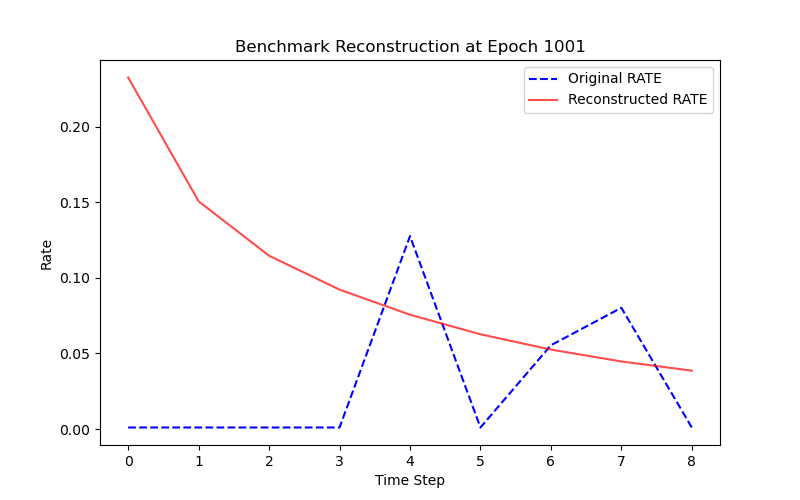 Benchmark Reconstruction at Epoch 1001
Original RATE
Reconstructed RATE
0.20
0.15
0.10
0.05
0.00
Rate
0 1 2 3 4 5 6 7 8
Time Step